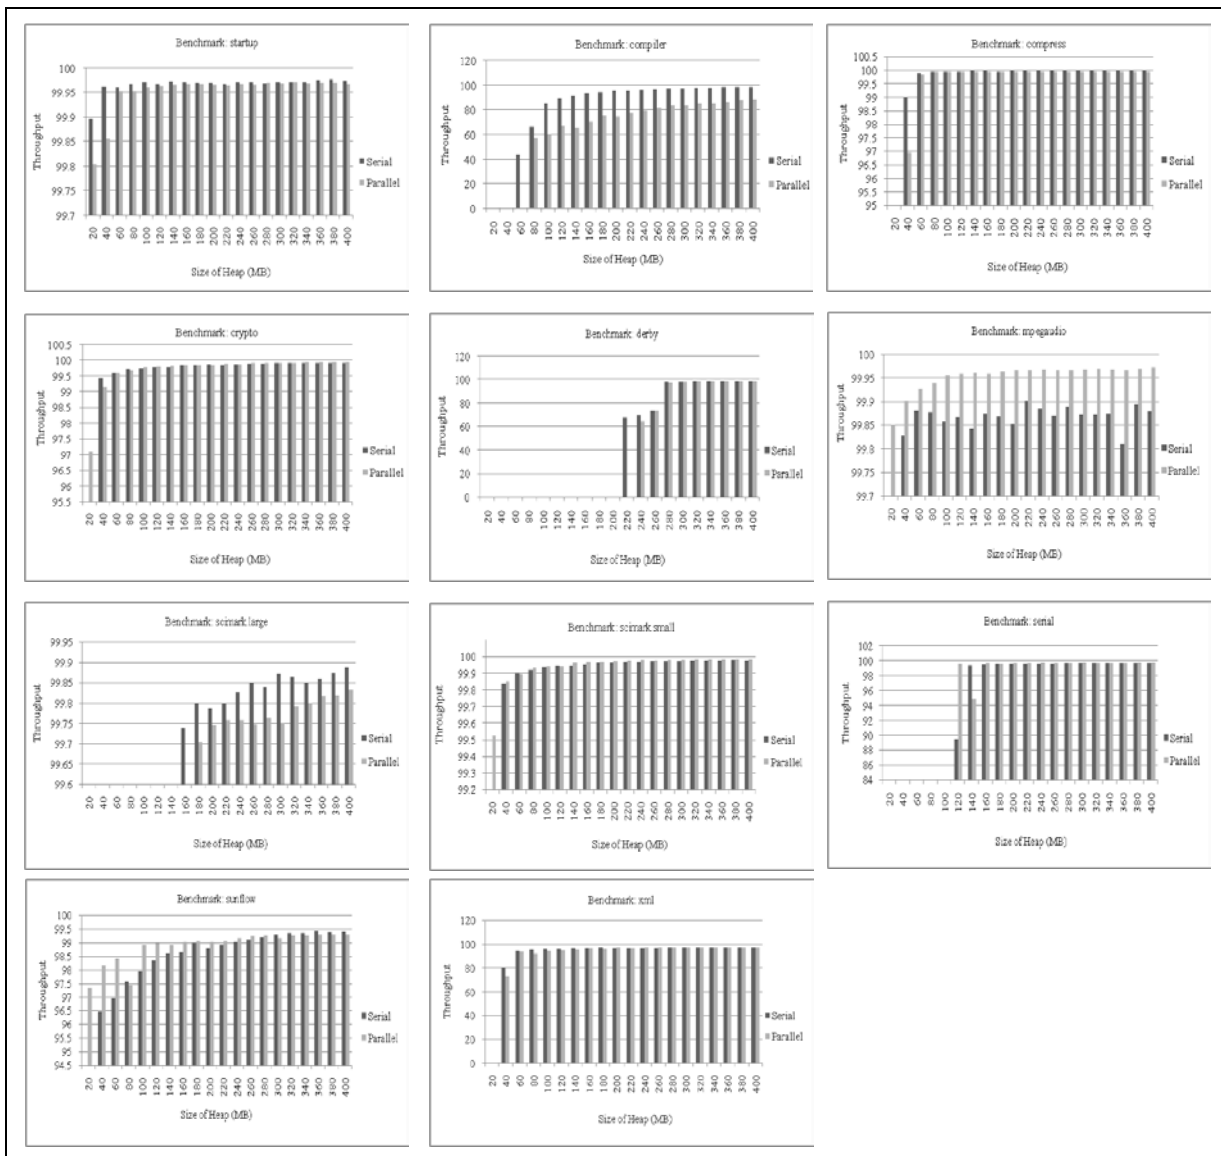 Benchmark: startup
100
99.95
99.9
99.85
99.8
99.75
99.7
Throughput
20 40 60 80 100 120 140 160 180 200 220 240 260 280 300 320 340 360 380 400
Size of Heap (MB)
Serial
Parallel
Benchmark: compiler
120
100
80
60
40
20
0
Throughput
20 40 60 80 100 120 140 160 180 200 220 240 260 280 300 320 340 360 380 400
Size of Heap (MB)
Serial
Parallel
Benchmark: compress
100.5
100
99.5
99
98.5
98
97.5
97
96.5
96
95.5
95
Throughput
20 40 60 80 100 120 140 160 180 200 220 240 260 280 300 320 340 360 380 400
Size of Heap (MB)
Serial
Parallel
Benchmark: crypto
100.5
100
99.5
99
98.5
98
97.5
97
96.5
96
95.5
Throughput
20 40 60 80 100 120 140 160 180 200 220 240 260 280 300 320 340 360 380 400
Size of Heap (MB)
Serial
Parallel
Benchmark: derby
120
100
80
60
40
20
0
Throughput
20 40 60 80 100 120 140 160 180 200 220 240 260 280 300 320 340 360 380 400
Size of Heap (MB)
Serial
Parallel
Benchmark: mpegaudio
100
99.95
99.9
99.85
99.8
99.75
99.7
Throughput
20 40 60 80 100 120 140 160 180 200 220 240 260 280 300 320 340 360 380 400
Size of Heap (MB)
Serial
Parallel
Benchmark: scimark.large
99.95
99.9
99.85
99.8
99.75
99.7
99.65
99.6
Throughput
20 40 60 80 100 120 140 160 180 200 220 240 260 280 300 320 340 360 380 400
Size of Heap (MB)
Serial
Parallel
Benchmark: scimark.small
100
99.9
99.8
99.7
99.6
99.5
99.4
99.3
99.2
Throughput
20 40 60 80 100 120 140 160 180 200 220 240 260 280 300 320 340 360 380 400
Size of Heap (MB)
Serial
Parallel
Benchmark: serial
102
100
98
96
94
92
90
88
86
84
Throughput
20 40 60 80 100 120 140 160 180 200 220 240 260 280 300 320 340 360 380 400
Size of Heap (MB)
Serial
Parallel
Benchmark: sunflow
100
99.5
99
98.5
98
97.5
97
96.5
96
95.5
95
94.5
Throughput
20 40 60 80 100 120 140 160 180 200 220 240 260 280 300 320 340 360 380 400
Size of Heap (MB)
Serial
Parallel
Benchmark: xml
120
100
80
60
40
20
0
Throughput
20 40 60 80 100 120 140 160 180 200 220 240 260 280 300 320 340 360 380 400
Size of Heap (MB)
Serial
Parallel